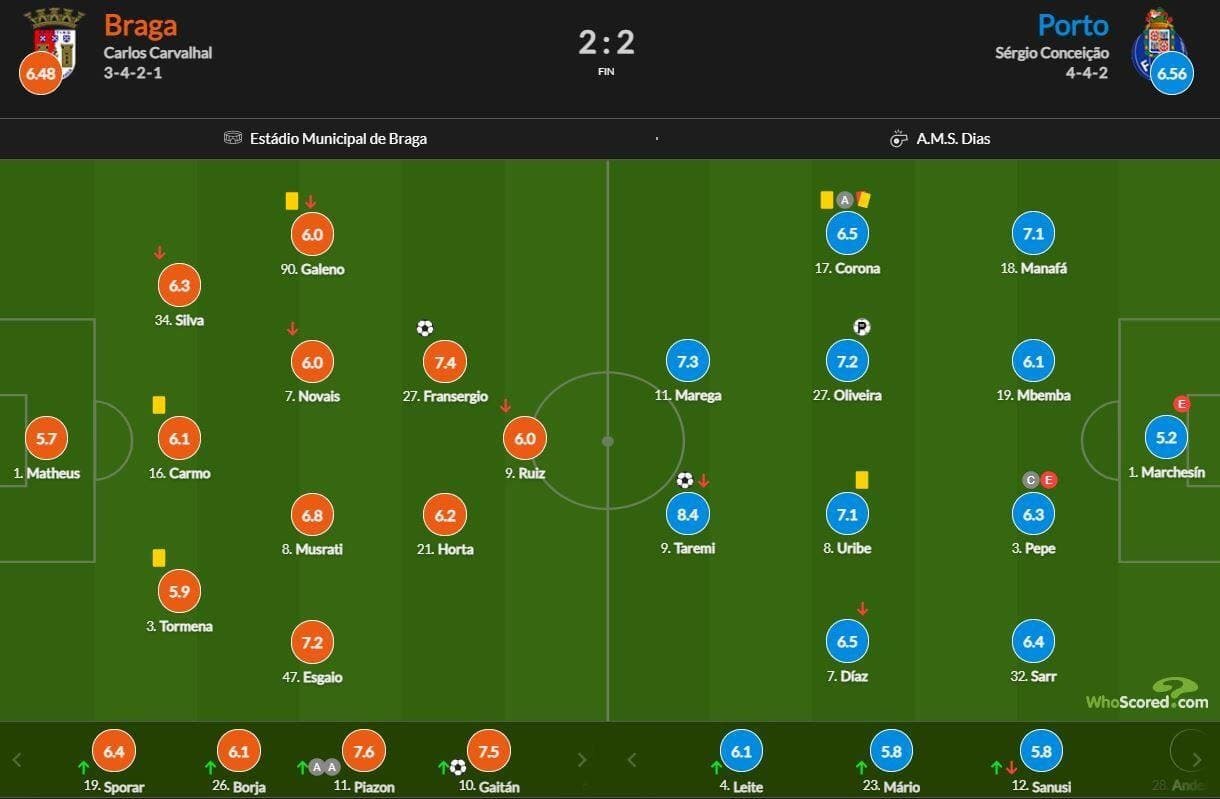 Braga
Carlos Carvalhal
3-4-2-1
6.48
2 : 2
FIN
Porto
Sérgio Conceição
4-4-2
6.56
Estádio Municipal de Braga
A.M.S. Dias
5.7
1. Matheus
6.3
34. Silva
6.1
16. Carmo
5.9
3. Tormena
6.0
90. Galeno
6.0
7. Novais
6.8
8. Musrati
7.2
47. Esgaio
7.4
27. Fransergio
6.2
21. Horta
6.0
9. Ruiz
7.3
11. Marega
8.4
9. Taremi
A
6.5
17. Corona
P
7.2
27. Oliveira
7.1
8. Uribe
6.5
7. Díaz
7.1
18. Manafá
6.1
19. Mbemba
C E
6.3
3. Pepe
6.4
32. Sarr
E
5.2
1. Marchesín
WhoScored.com
6.4
19. Sporar
6.1
26. Borja
7.6
A A
11. Piazon
7.5
10. Gaitán
6.1
4. Leite
5.8
23. Mário
5.8
12. Sanusi
28. Ande